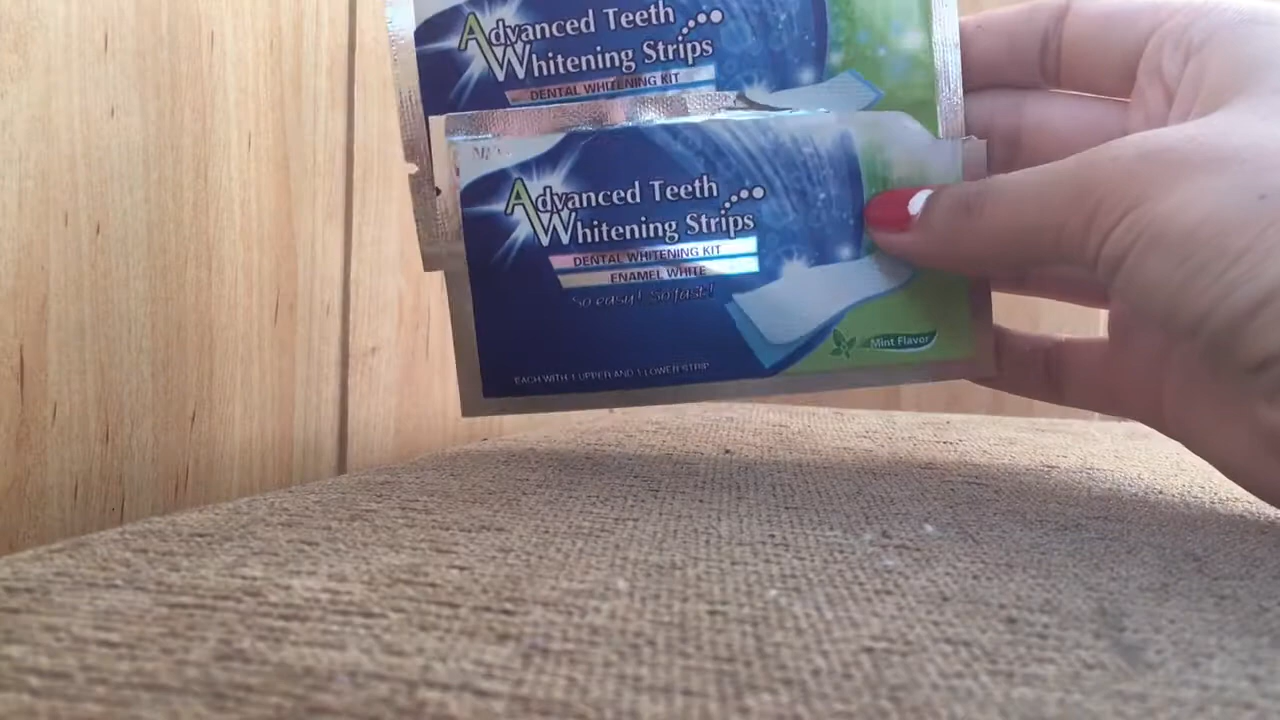 Advanced Teeth
Whitening Strips
DENTAL WHITENING KIT
Advanced Teeth
Whitening Strips
DENTAL WHITENING KIT
ENAMEL WHITE
So easy! So fast!
Mint Flavor
EACH WITH 1 UPPER AND 1 LOWER STRIP